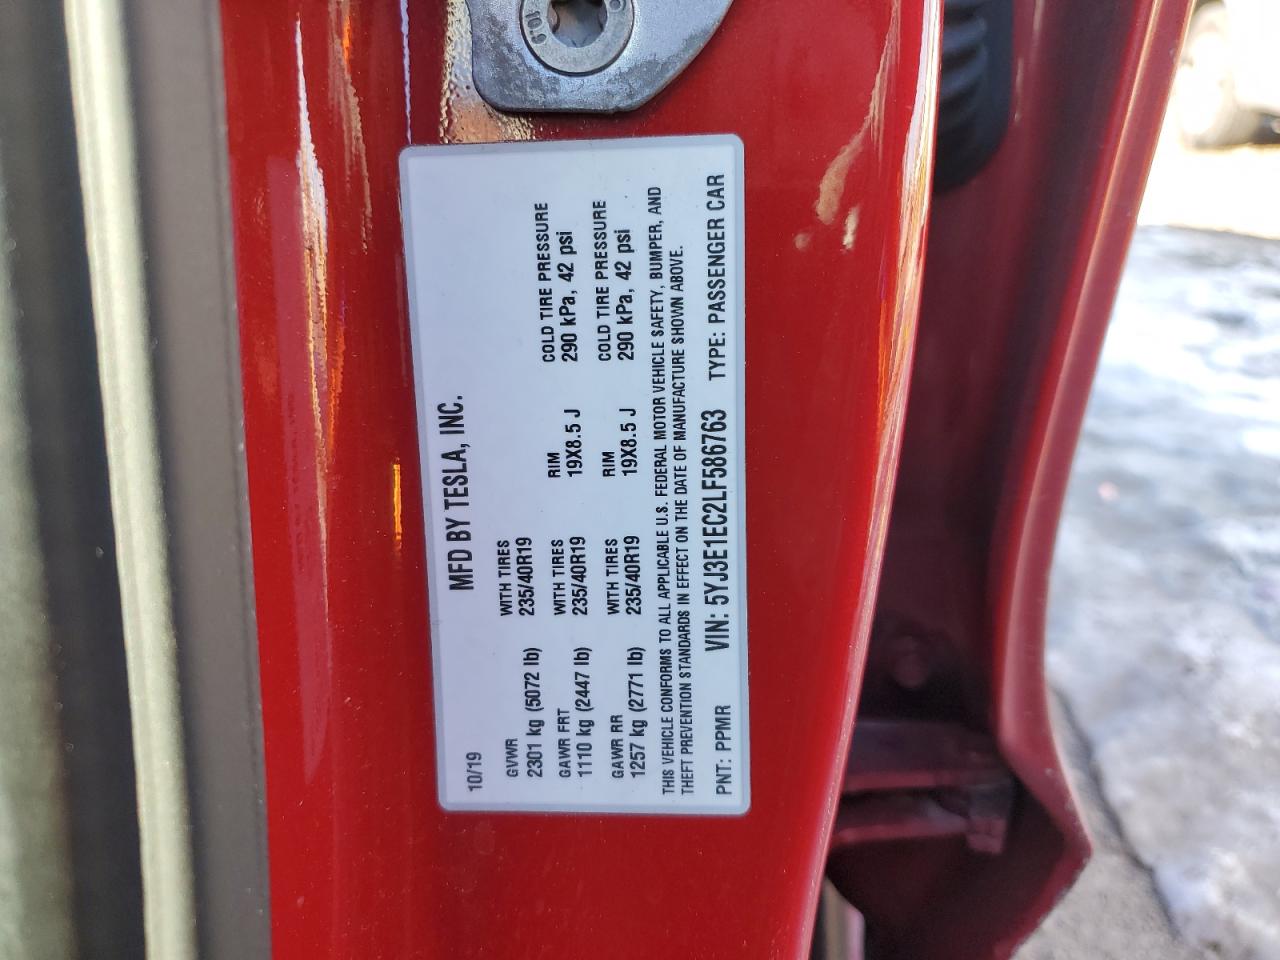 10.9
MFD BY TESLA, INC.
10/19
GVWR WITH TIRES
2301 kg (5072 lb) 235/40R19
GAWR FRT WITH TIRES RIM COLD TIRE PRESSURE
1110 kg (2447 lb) 235/40R19 19X8.5 J 290 kPa, 42 psi
GAWR RR WITH TIRES RIM COLD TIRE PRESSURE
1257 kg (2771 lb) 235/40R19 19X8.5 J 290 kPa, 42 psi
THIS VEHICLE CONFORMS TO ALL APPLICABLE U.S. FEDERAL MOTOR VEHICLE SAFETY, BUMPER, AND
THEFT PREVENTION STANDARDS IN EFFECT ON THE DATE OF MANUFACTURE SHOWN ABOVE.
PNT: PPMR VIN: 5YJ3E1EC2LF586763 TYPE: PASSENGER CAR